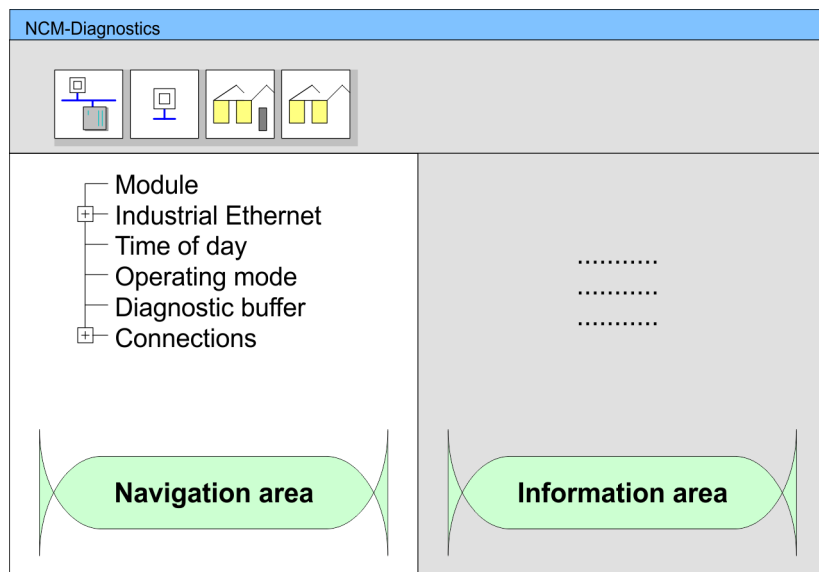 NCM-Diagnostics
Module
Industrial Ethernet
Time of day
Operating mode
Diagnostic buffer
Connections
...........
...........
...........
Navigation area
Information area